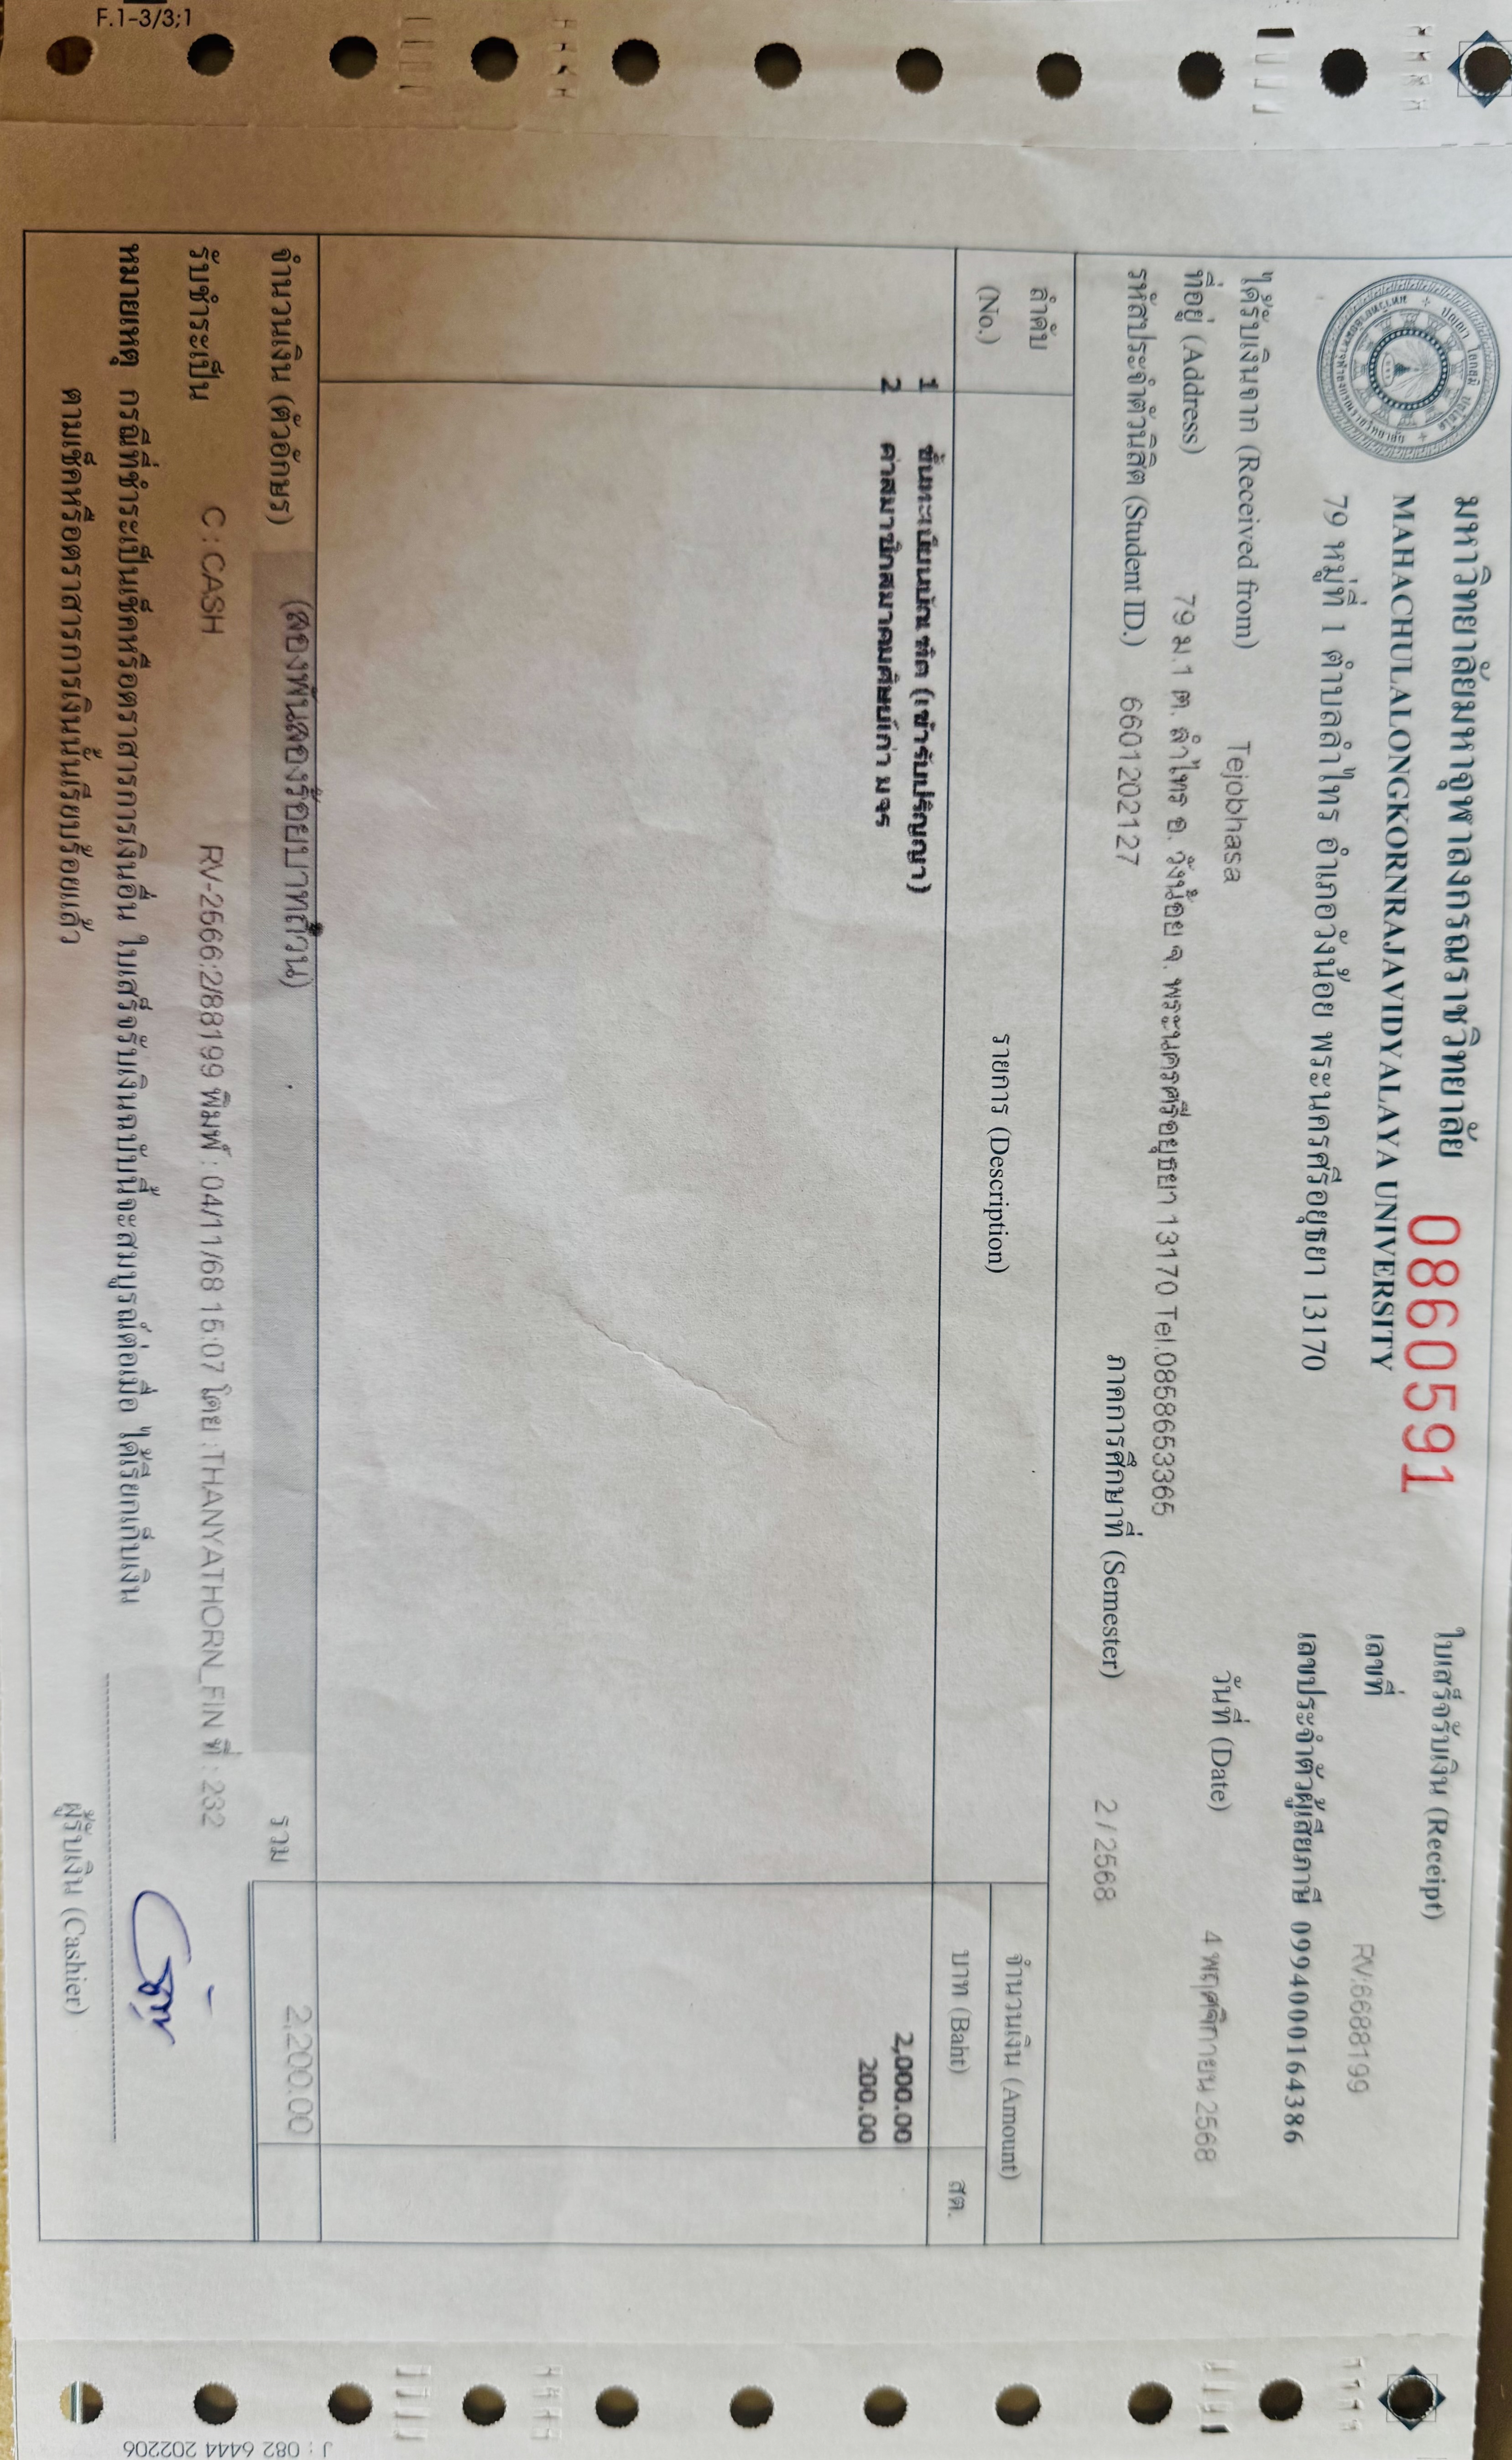 F.1-3/3;1
มหาวิทยาลัยมหาจุฬาลงกรณราชวิทยาลัย
MAHACHULALONGKORNRAJAVIDYALAYA UNIVERSITY
79 หมู่ที่ 1 ตำบลลำไทร อำเภอวังน้อย พระนครศรีอยุธยา 13170
0860591
ใบเสร็จรับเงิน (Receipt)
เลขที่ RV:6688199
เลขประจำตัวผู้เสียภาษี 0994000164386
ได้รับเงินจาก (Received from) Tejobhasa
วันที่ (Date) 4 พฤศจิกายน 2568
ที่อยู่ (Address) 79 ม.1 ต. ลำไทร อ. วังน้อย จ. พระนครศรีอยุธยา 13170 Tel.0858653365
รหัสประจำตัวนิสิต (Student ID.) 6601202127 ภาคการศึกษาที่ (Semester) 2 / 2568
ลำดับ (No.) รายการ (Description) จำนวนเงิน (Amount)
บาท (Baht) สต.
1 ขึ้นทะเบียนบัณฑิต (เข้ารับปริญญา) 2,000.00
2 ค่าสมาชิกสมาคมศิษย์เก่า มจร 200.00
จำนวนเงิน (ตัวอักษร) (สองพันสองร้อยบาทถ้วน) รวม 2,200.00
รับชำระเป็น C : CASH RV-2566:2/88199 พิมพ์ : 04/11/68 15:07 โดย :THANYATHORN_FIN ที่ : 232
หมายเหตุ กรณีที่ชำระเป็นเช็คหรือตราสารการเงินอื่น ใบเสร็จรับเงินฉบับนี้จะสมบูรณ์ต่อเมื่อ ได้เรียกเก็บเงิน
ตามเช็คหรือตราสารการเงินนั้นเรียบร้อยแล้ว
ผู้รับเงิน (Cashier)
J : 082 6444 202206